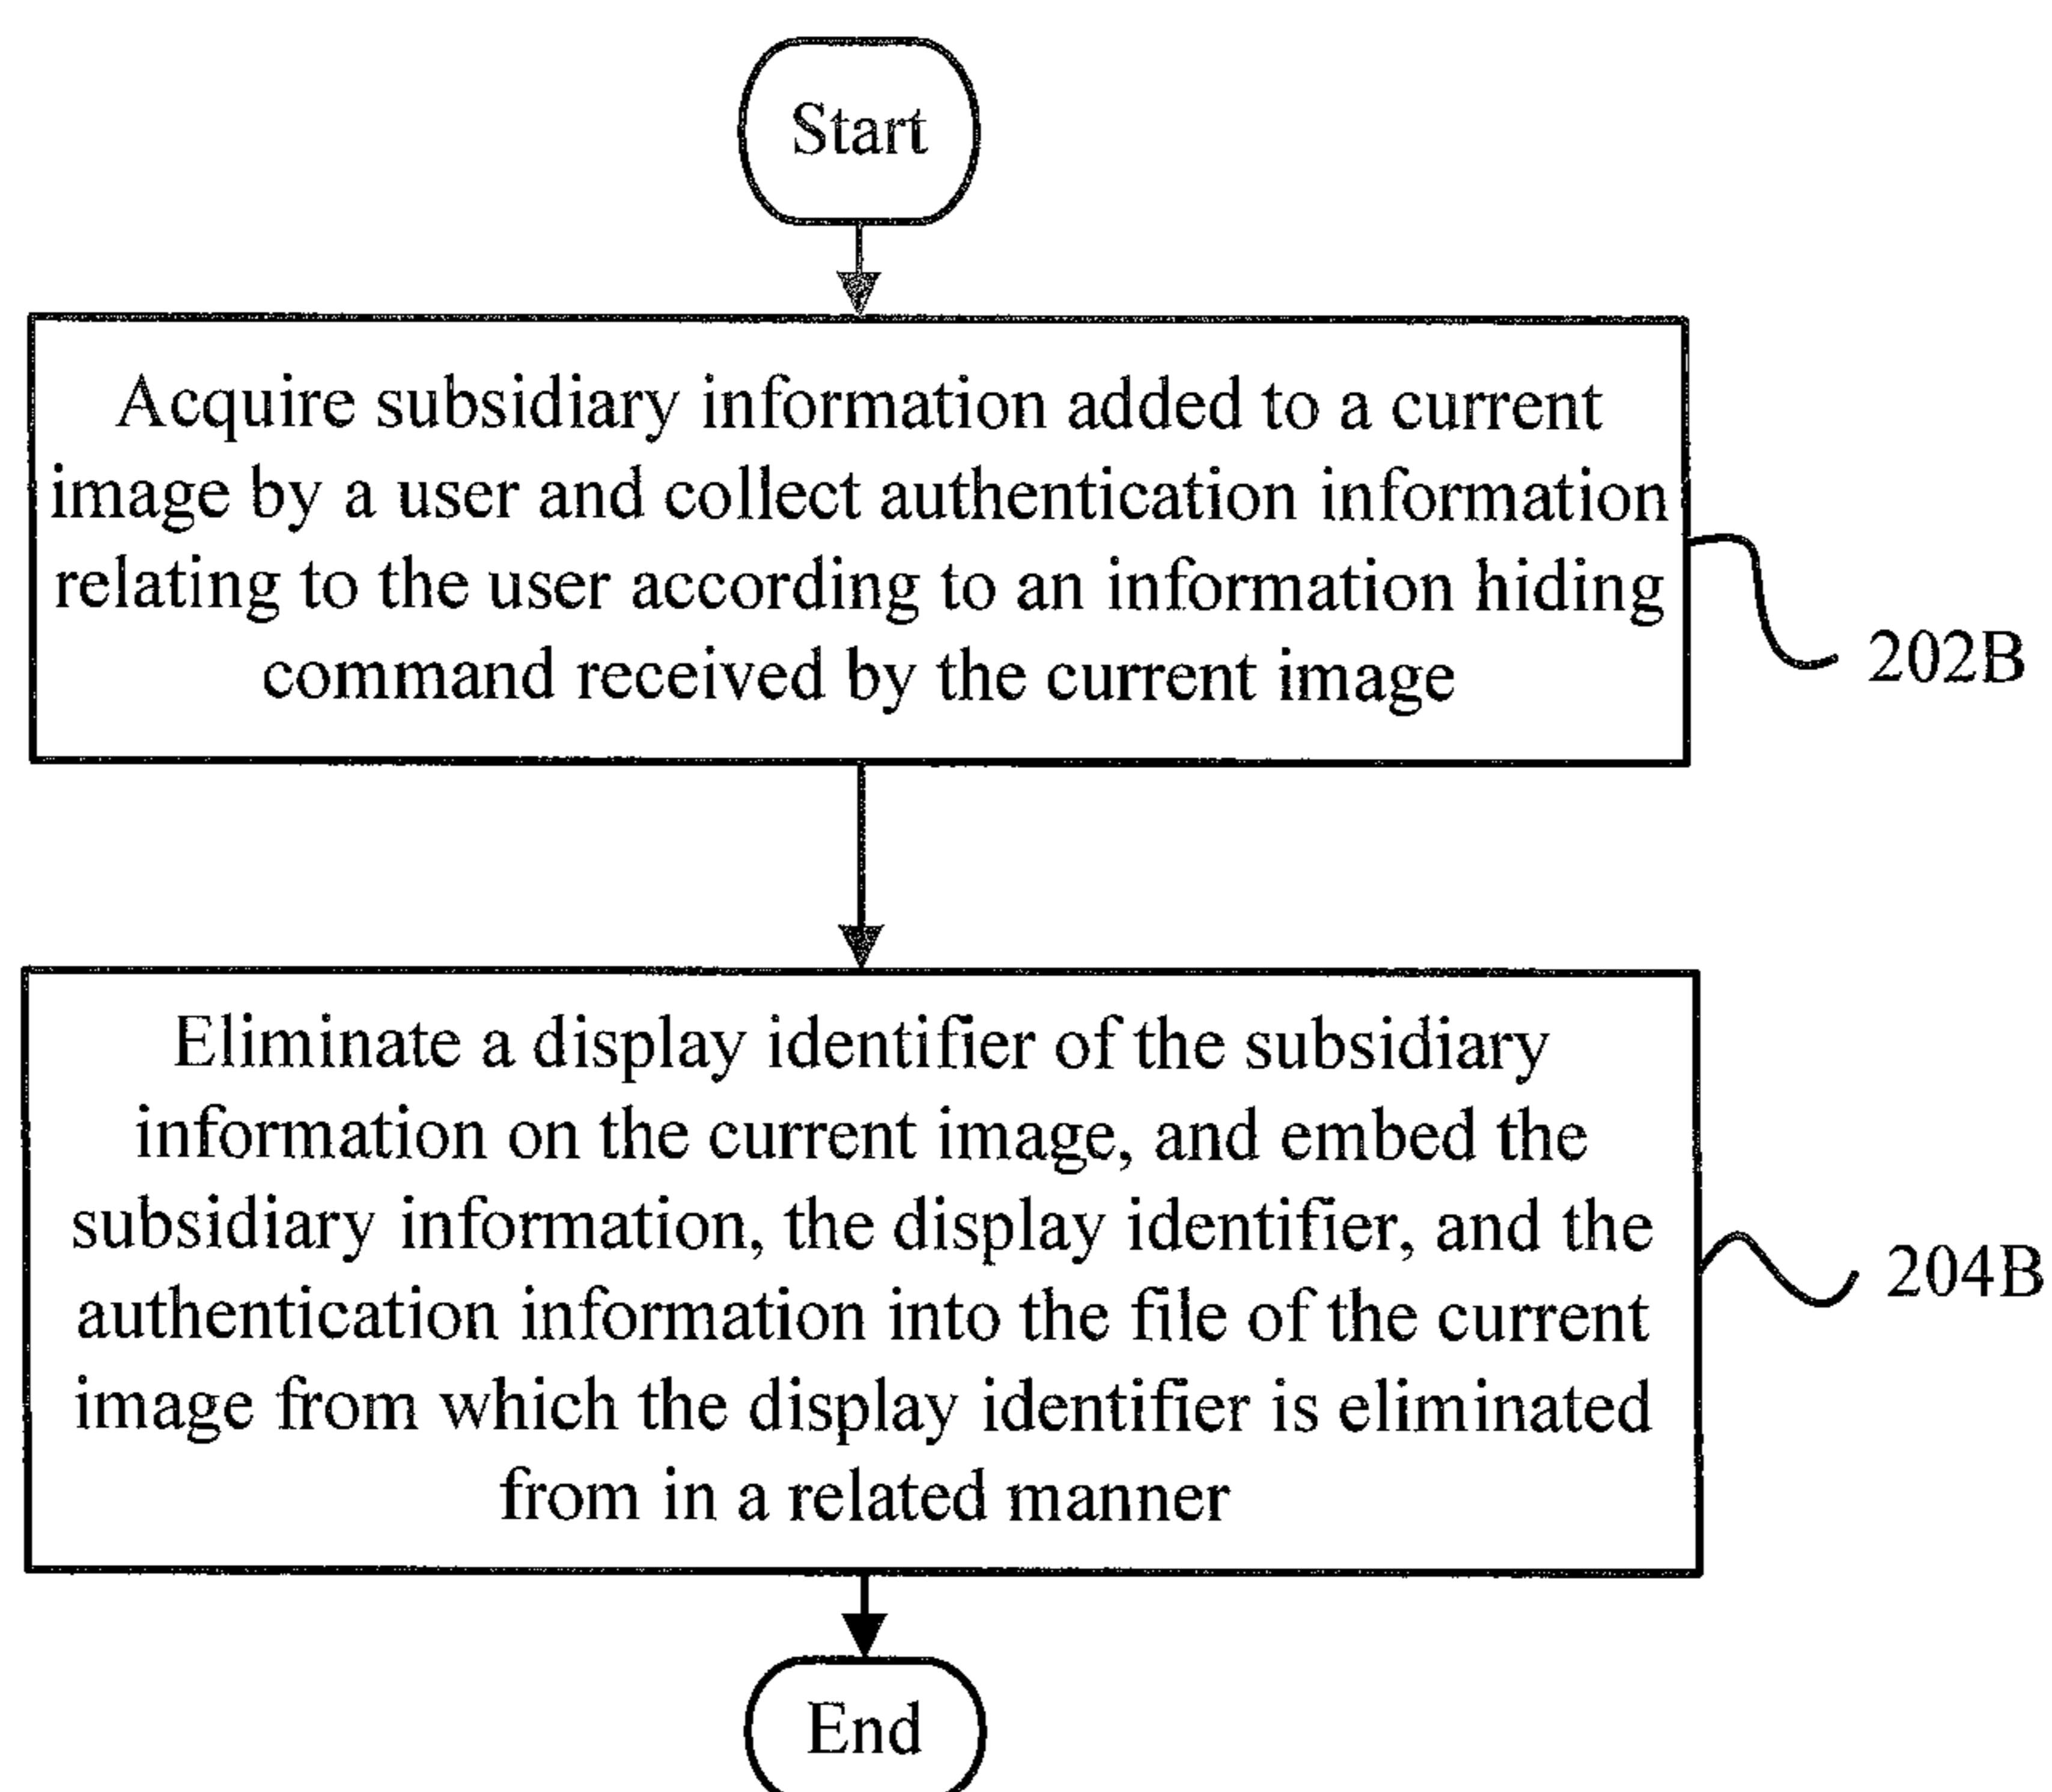 Start
Acquire subsidiary information added to a current
image by a user and collect authentication information
relating to the user according to an information hiding
command received by the current image
202B
Eliminate a display identifier of the subsidiary
information on the current image, and embed the
subsidiary information, the display identifier, and the
authentication information into the file of the current
image from which the display identifier is eliminated
from in a related manner
204B
End